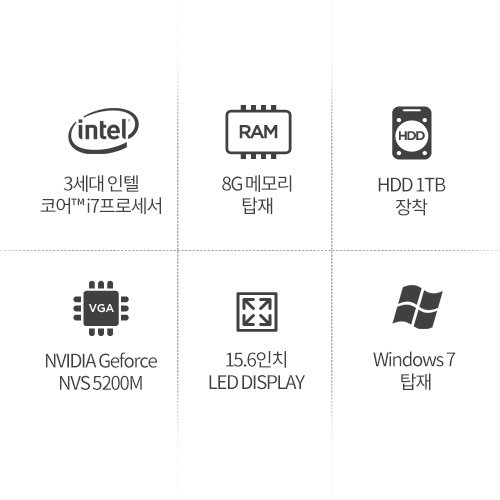 intel
RAM
HDD
3세대 인텔
코어™ i7프로세서
8G 메모리
탑재
HDD 1TB
장착
VGA
NVIDIA Geforce
NVS 5200M
15.6인치
LED DISPLAY
Windows 7
탑재